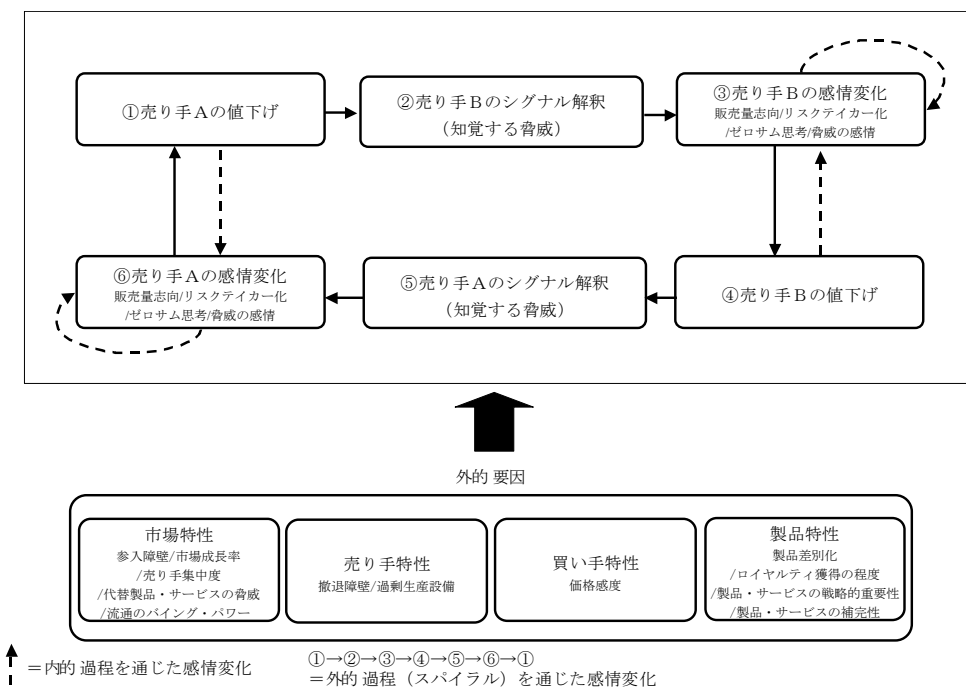 ①売り手Aの値下げ
②売り手Bのシグナル解釈
（知覚する脅威）
③売り手Bの感情変化
販売量志向/リスクテイカー化
/ゼロサム思考/脅威の感情
⑥売り手Aの感情変化
販売量志向/リスクテイカー化
/ゼロサム思考/脅威の感情
⑤売り手Aのシグナル解釈
（知覚する脅威）
④売り手Bの値下げ
外的 要因
市場特性
参入障壁/市場成長率
/売り手集中度
/代替製品・サービスの脅威
/流通のバイング・パワー
売り手特性
撤退障壁/過剰生産設備
買い手特性
価格感度
製品特性
製品差別化
/ロイヤルティ獲得の程度
/製品・サービスの戦略的重要性
/製品・サービスの補完性
＝内的 過程を通じた感情変化
①→②→③→④→⑤→⑥→①
＝外的 過程（スパイラル）を通じた感情変化